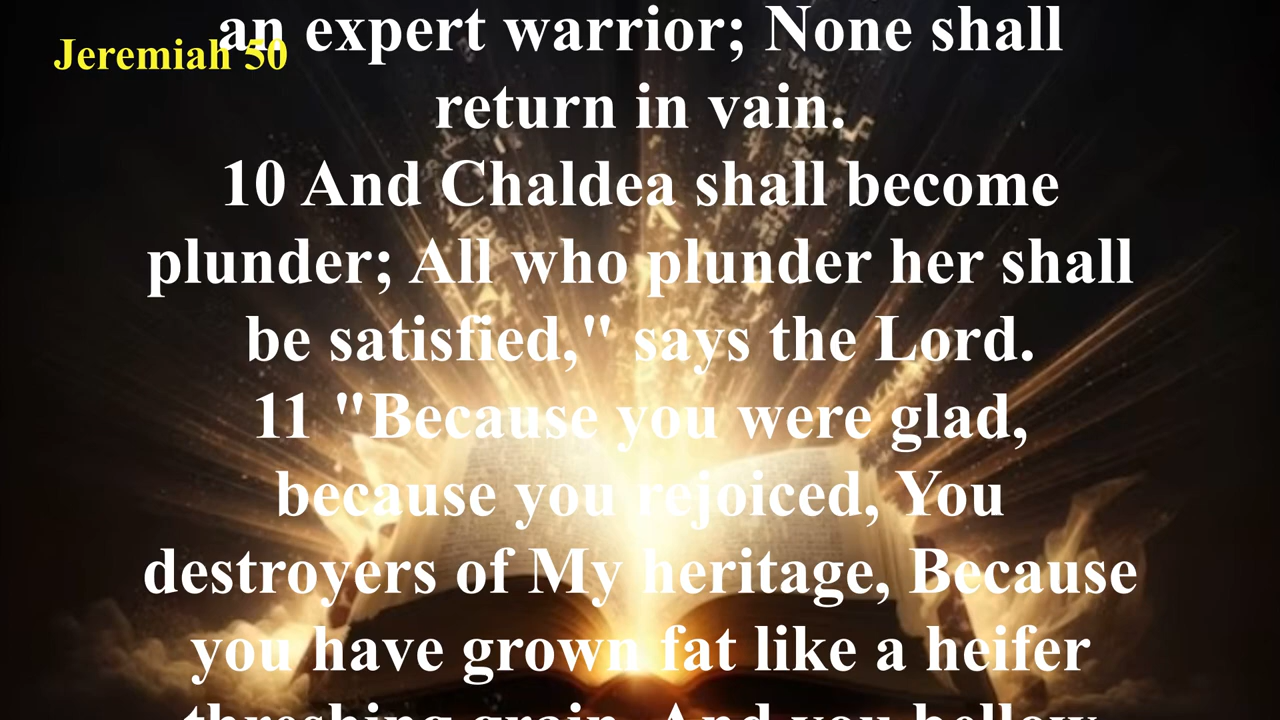 Jeremiah 50
an expert warrior; None shall
return in vain.
10 And Chaldea shall become
plunder; All who plunder her shall
be satisfied," says the Lord.
11 "Because you were glad,
because you rejoiced, You
destroyers of My heritage, Because
you have grown fat like a heifer
threshing grain, And you bellow